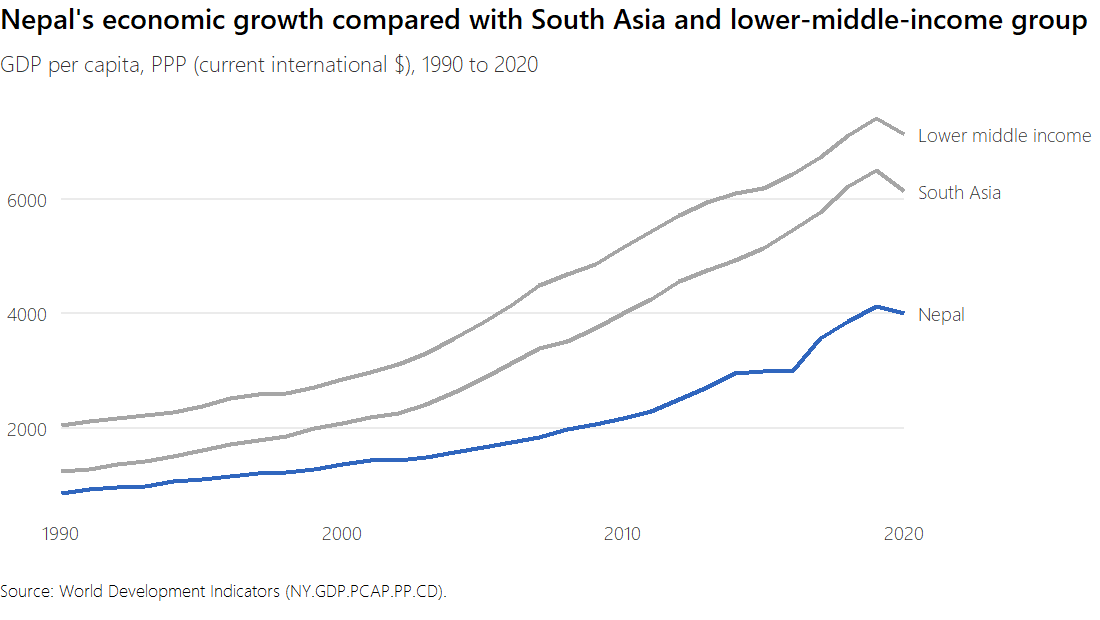 Nepal's economic growth compared with South Asia and lower-middle-income group
GDP per capita, PPP (current international $), 1990 to 2020
Lower middle income
6000
South Asia
4000
Nepal
2000
1990 2000 2010 2020
Source: World Development Indicators (NY.GDP.PCAP.PP.CD).